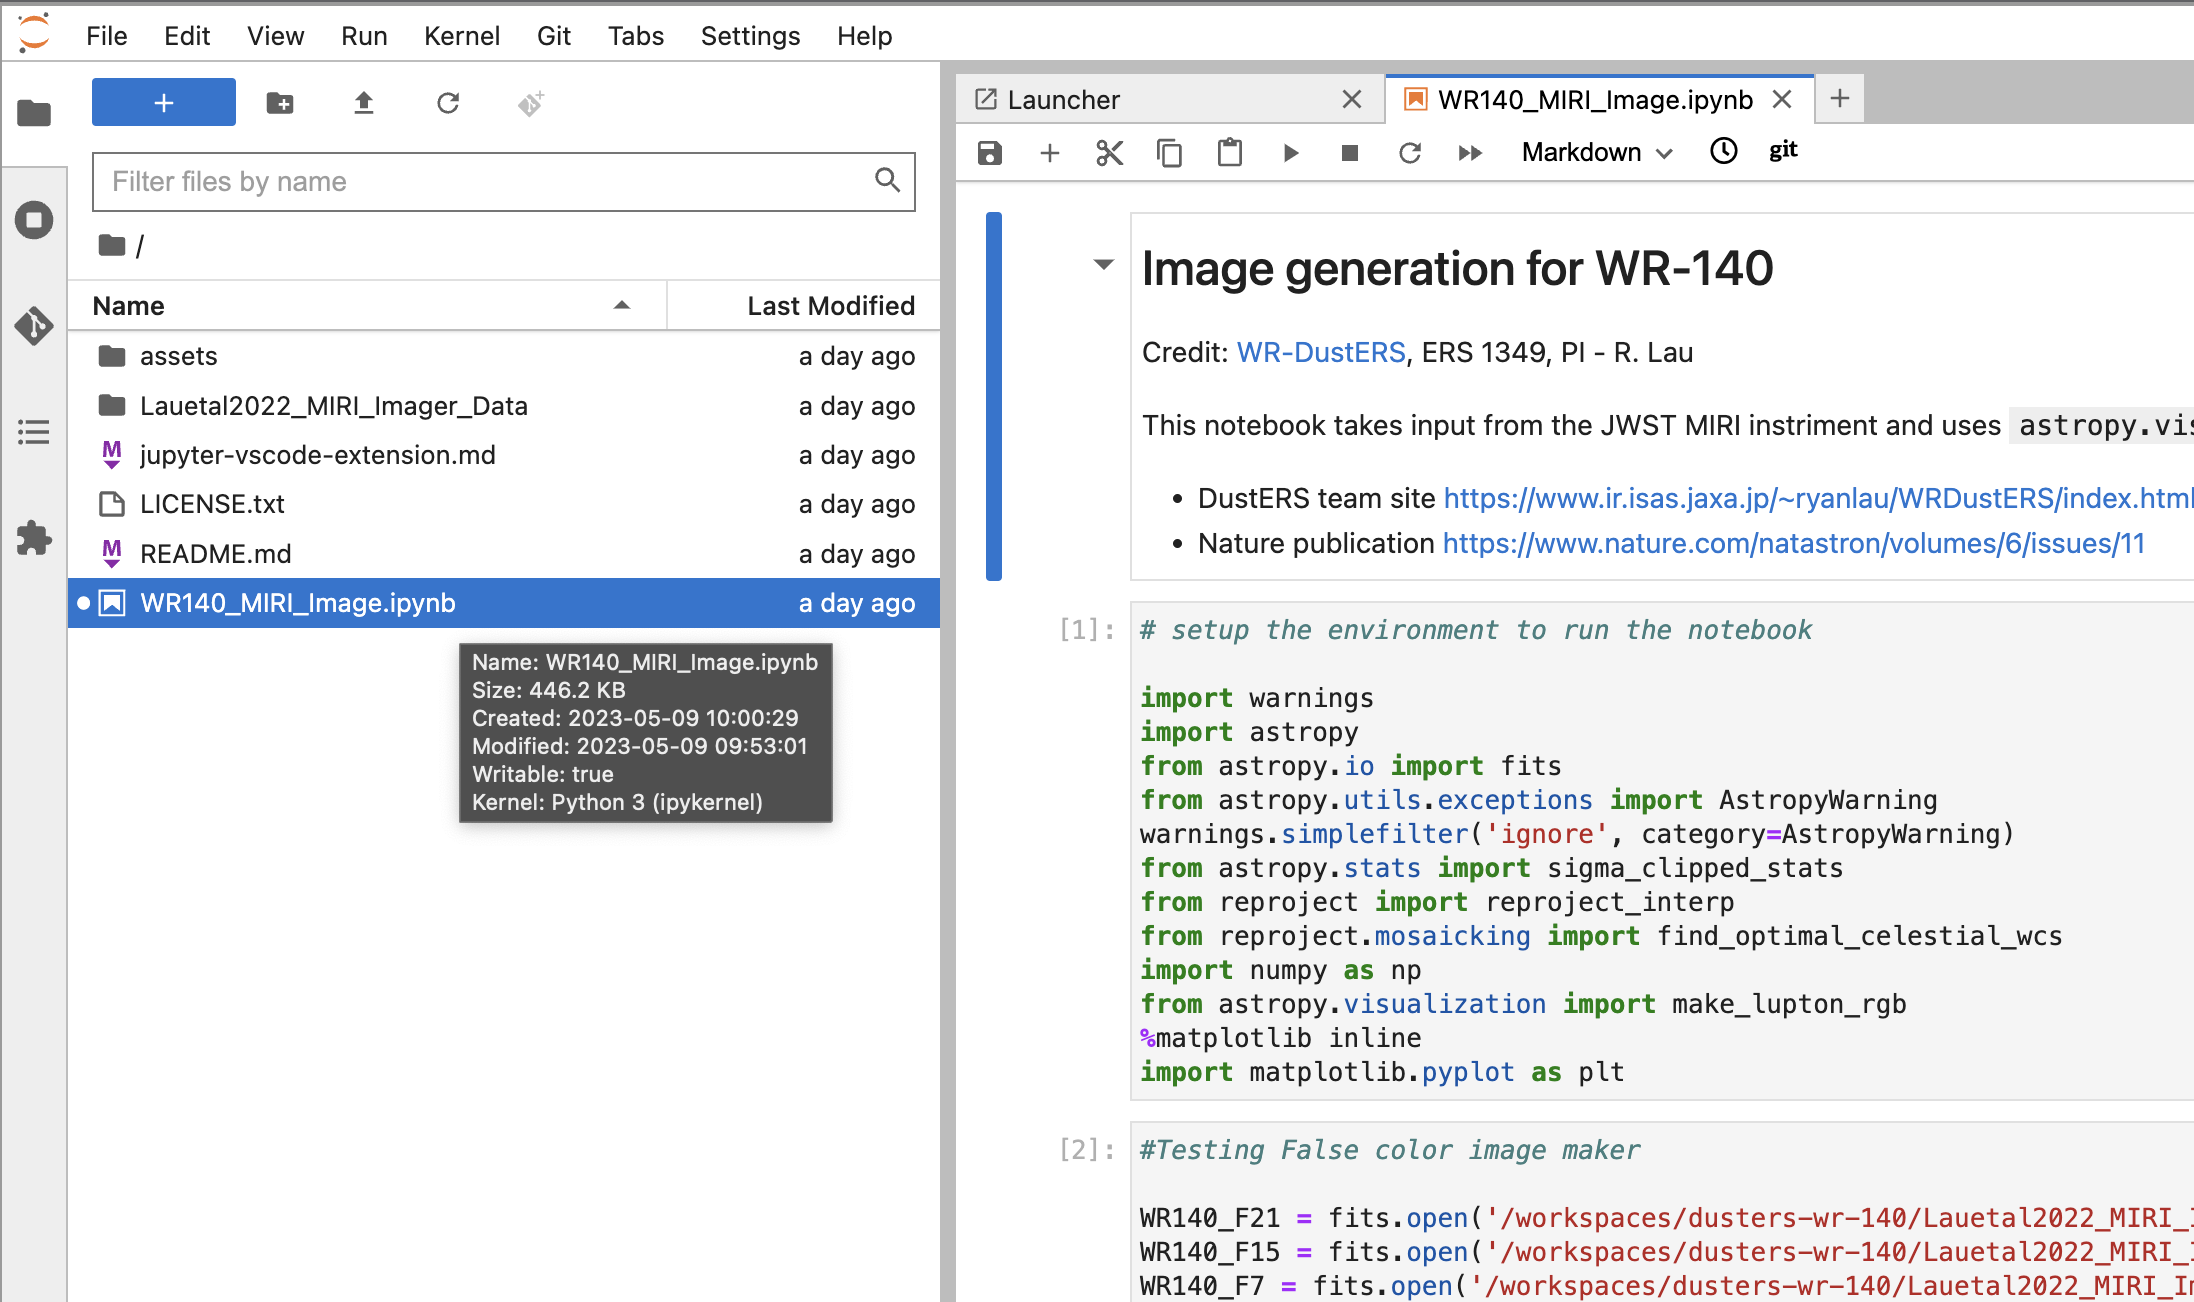 File Edit View Run Kernel Git Tabs Settings Help
Launcher
WR140_MIRI_Image.ipynb
Markdown
git
Filter files by name
/
Name Last Modified
assets a day ago
Lauetal2022_MIRI_Imager_Data a day ago
jupyter-vscode-extension.md a day ago
LICENSE.txt a day ago
README.md a day ago
WR140_MIRI_Image.ipynb a day ago
Name: WR140_MIRI_Image.ipynb
Size: 446.2 KB
Created: 2023-05-09 10:00:29
Modified: 2023-05-09 09:53:01
Writable: true
Kernel: Python 3 (ipykernel)
Image generation for WR-140
Credit: WR-DustERS, ERS 1349, PI - R. Lau
This notebook takes input from the JWST MIRI instriment and uses astropy.vis
• DustERS team site https://www.ir.isas.jaxa.jp/~ryanlau/WRDustERS/index.html
• Nature publication https://www.nature.com/natastron/volumes/6/issues/11
[1]: # setup the environment to run the notebook
import warnings
import astropy
from astropy.io import fits
from astropy.utils.exceptions import AstropyWarning
warnings.simplefilter('ignore', category=AstropyWarning)
from astropy.stats import sigma_clipped_stats
from reproject import reproject_interp
from reproject.mosaicking import find_optimal_celestial_wcs
import numpy as np
from astropy.visualization import make_lupton_rgb
%matplotlib inline
import matplotlib.pyplot as plt
[2]: #Testing False color image maker
WR140_F21 = fits.open('/workspaces/dusters-wr-140/Lauetal2022_MIRI_I
WR140_F15 = fits.open('/workspaces/dusters-wr-140/Lauetal2022_MIRI_I
WR140_F7 = fits.open('/workspaces/dusters-wr-140/Lauetal2022_MIRI_Im